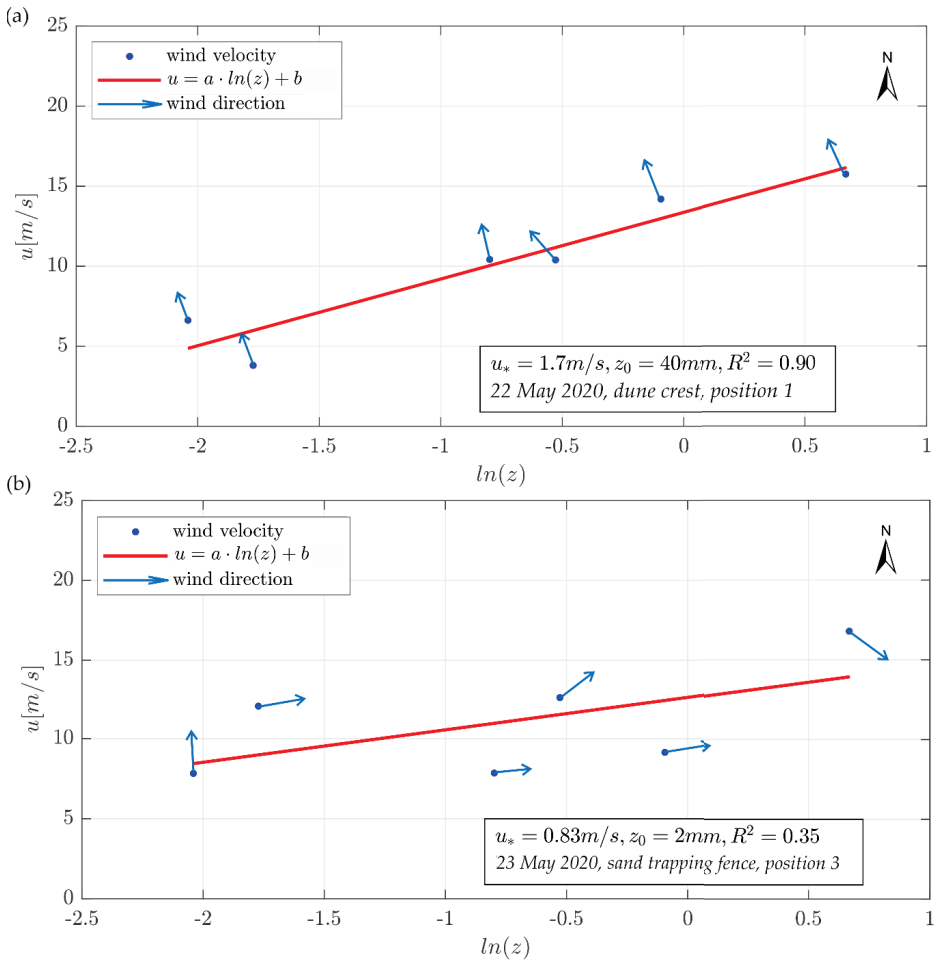 (a)
25
20
15
10
5
0
u[m/s]
wind velocity
u = a · ln(z) + b
wind direction
N
u* = 1.7m/s, z0 = 40mm, R² = 0.90
22 May 2020, dune crest, position 1
-2.5 -2 -1.5 -1 -0.5 0 0.5 1
ln(z)
(b)
25
20
15
10
5
0
u[m/s]
wind velocity
u = a · ln(z) + b
wind direction
N
u* = 0.83m/s, z0 = 2mm, R² = 0.35
23 May 2020, sand trapping fence, position 3
-2.5 -2 -1.5 -1 -0.5 0 0.5 1
ln(z)